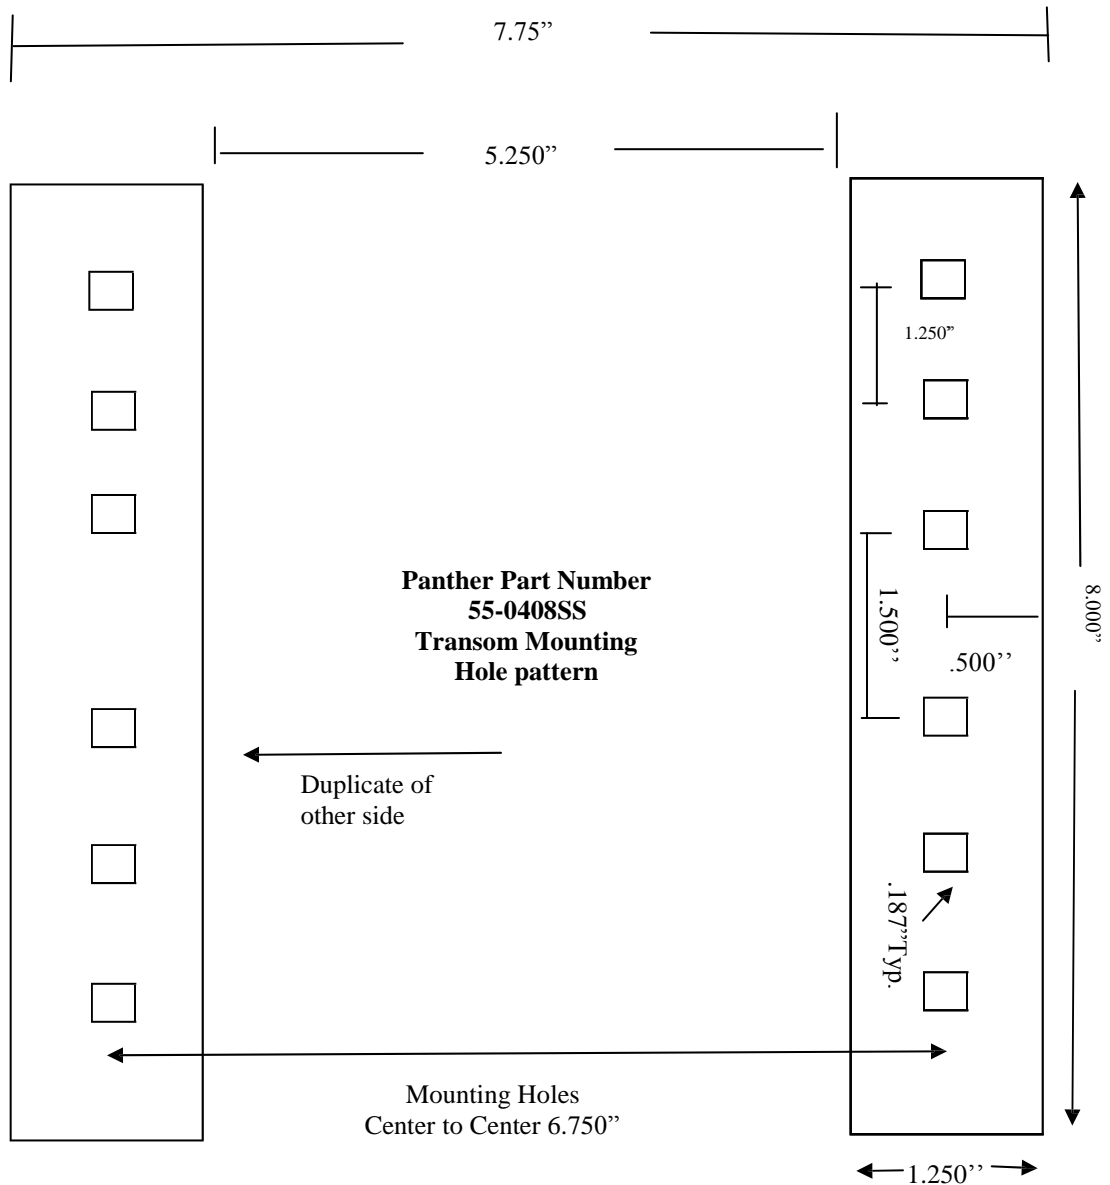 7.75”
5.250”
1.250”
Panther Part Number
55-0408SS
Transom Mounting
Hole pattern
1.500’’
.500’’
8.000”
Duplicate of
other side
.187”Typ.
Mounting Holes
Center to Center 6.750”
1.250’’